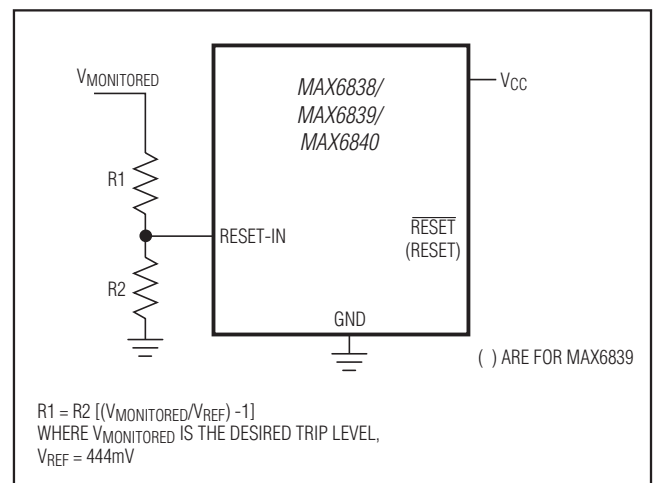 VMONITORED
MAX6838/
MAX6839/
MAX6840
VCC
R1
RESET-IN
RESET
(RESET)
R2
GND
( ) ARE FOR MAX6839
R1 = R2 [(VMONITORED/VREF) -1]
WHERE VMONITORED IS THE DESIRED TRIP LEVEL,
VREF = 444mV